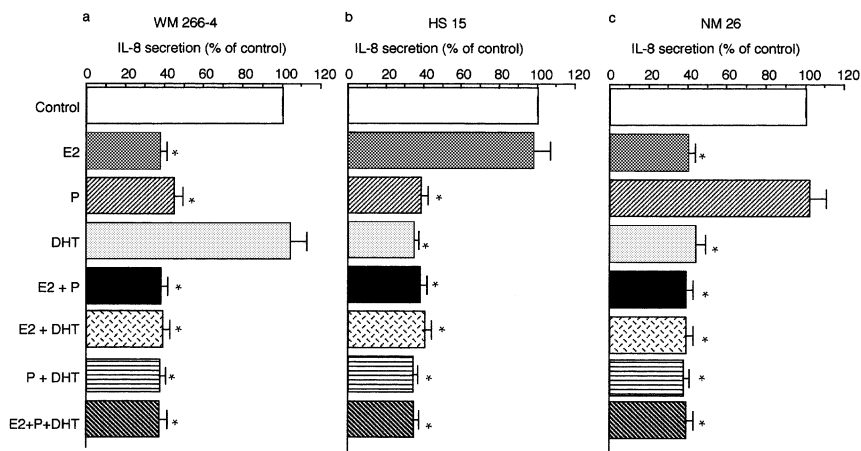 a WM 266-4
IL-8 secretion (% of control)
0 20 40 60 80 100 120
b HS 15
IL-8 secretion (% of control)
0 20 40 60 80 100 120
c NM 26
IL-8 secretion (% of control)
0 20 40 60 80 100 120
Control
E2 * *
P * *
DHT * *
E2 + P * * *
E2 + DHT * * *
P + DHT * * *
E2+P+DHT * * *